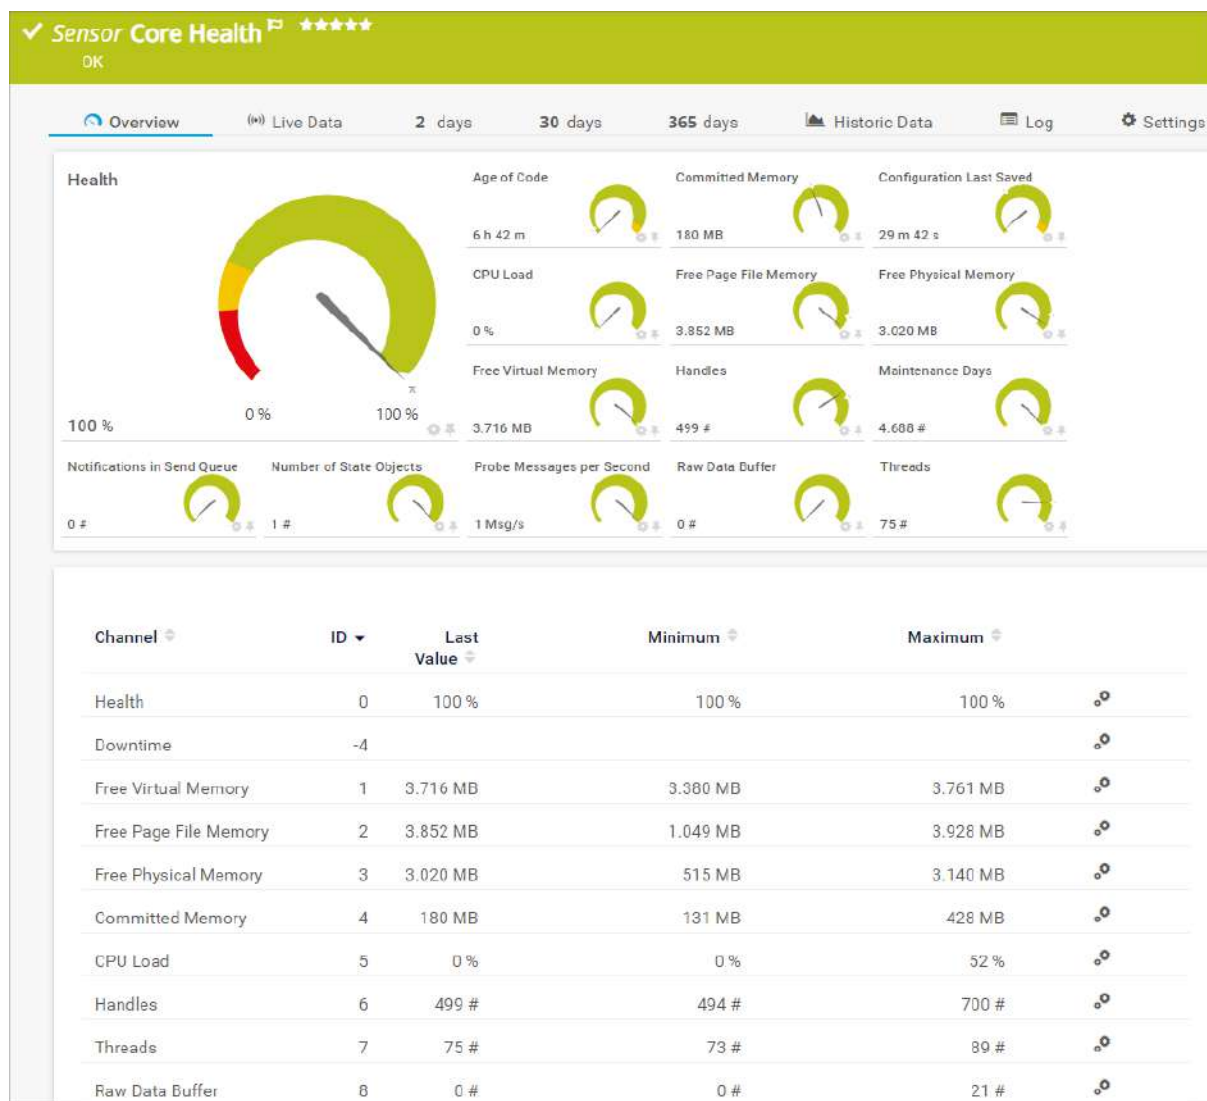 Sensor Core Health
OK
Overview Live Data 2 days 30 days 365 days Historic Data Log Settings
Health
100 %
0 % 100 %
Age of Code
6 h 42 m
Committed Memory
180 MB
Configuration Last Saved
29 m 42 s
CPU Load
0 %
Free Page File Memory
3.852 MB
Free Physical Memory
3.020 MB
Free Virtual Memory
3.716 MB
Handles
499 #
Maintenance Days
4.688 #
Notifications in Send Queue
0 #
Number of State Objects
1 #
Probe Messages per Second
1 Msg/s
Raw Data Buffer
0 #
Threads
75 #
Channel ID Last Value Minimum Maximum
Health 0 100 % 100 % 100 %
Downtime -4
Free Virtual Memory 1 3.716 MB 3.380 MB 3.761 MB
Free Page File Memory 2 3.852 MB 1.049 MB 3.928 MB
Free Physical Memory 3 3.020 MB 515 MB 3.140 MB
Committed Memory 4 180 MB 131 MB 428 MB
CPU Load 5 0 % 0 % 52 %
Handles 6 499 # 494 # 700 #
Threads 7 75 # 73 # 89 #
Raw Data Buffer 8 0 # 0 # 21 #